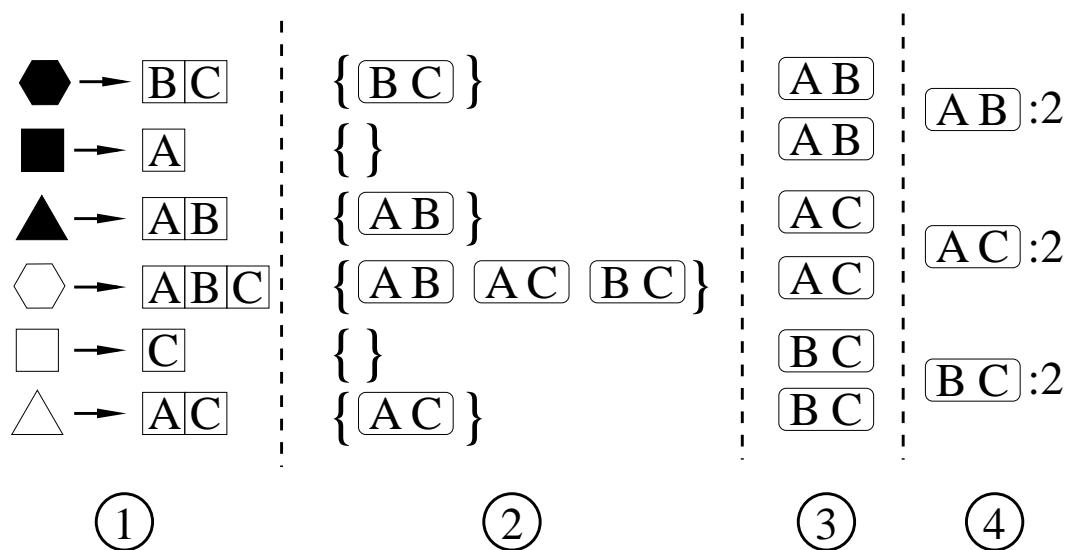 B C
A
A B
A B C
C
A C
{ B C }
{ }
{ A B }
{ A B A C B C }
{ }
{ A C }
A B
A B
A C
A C
B C
B C
A B :2
A C :2
B C :2
1
2
3
4